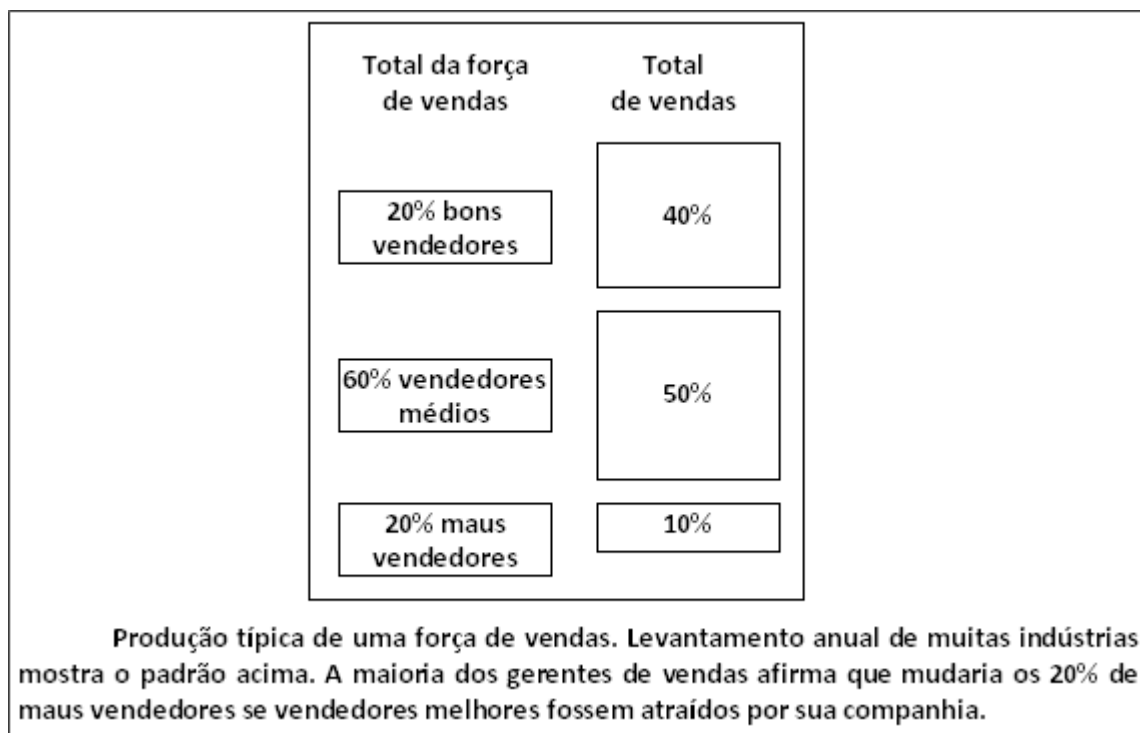 Total da força
de vendas
Total
de vendas
20% bons
vendedores
40%
60% vendedores
médios
50%
20% maus
vendedores
10%
Produção típica de uma força de vendas. Levantamento anual de muitas indústrias
mostra o padrão acima. A maioria dos gerentes de vendas afirma que mudaria os 20% de
maus vendedores se vendedores melhores fossem atraídos por sua companhia.